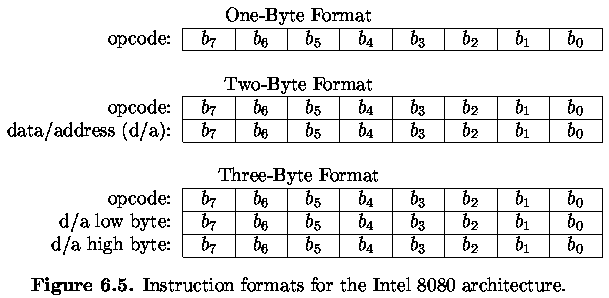 One-Byte Format
opcode: b7 b6 b5 b4 b3 b2 b1 b0
Two-Byte Format
opcode: b7 b6 b5 b4 b3 b2 b1 b0
data/address (d/a): b7 b6 b5 b4 b3 b2 b1 b0
Three-Byte Format
opcode: b7 b6 b5 b4 b3 b2 b1 b0
d/a low byte: b7 b6 b5 b4 b3 b2 b1 b0
d/a high byte: b7 b6 b5 b4 b3 b2 b1 b0
Figure 6.5. Instruction formats for the Intel 8080 architecture.